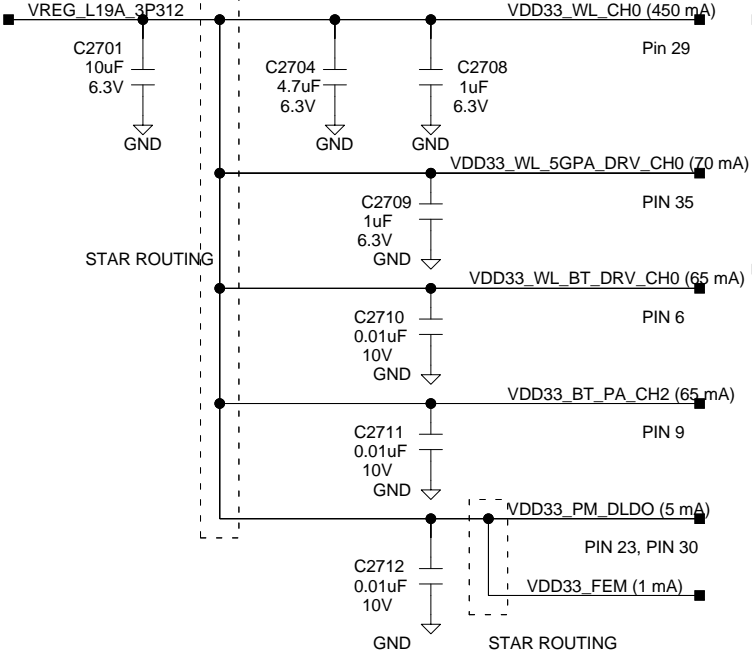 VREG_L19A_3P312
VDD33_WL_CH0 (450 mA)
Pin 29
C2701
10uF
6.3V
GND
C2704
4.7uF
6.3V
GND
C2708
1uF
6.3V
GND
VDD33_WL_5GPA_DRV_CH0 (70 mA)
PIN 35
C2709
1uF
6.3V
GND
STAR ROUTING
VDD33_WL_BT_DRV_CH0 (65 mA)
PIN 6
C2710
0.01uF
10V
GND
VDD33_BT_PA_CH2 (65 mA)
PIN 9
C2711
0.01uF
10V
GND
VDD33_PM_DLDO (5 mA)
PIN 23, PIN 30
C2712
0.01uF
10V
GND
VDD33_FEM (1 mA)
STAR ROUTING